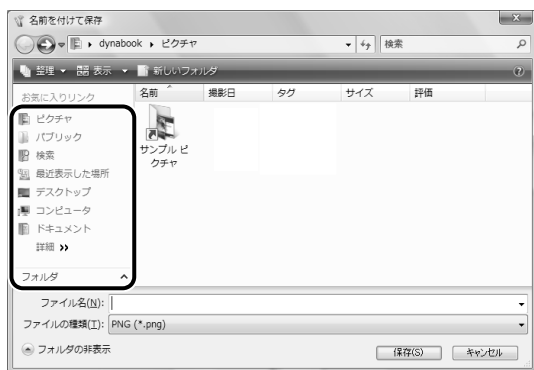 名前を付けて保存
dynabook ピクチャ 検索
整理 表示 新しいフォルダ
お気に入りリンク
ピクチャ
パブリック
検索
最近表示した場所
デスクトップ
コンピュータ
ドキュメント
詳細 >>
フォルダ
名前 撮影日 タグ サイズ 評価
サンプル ピ
クチャ
ファイル名(N):
ファイルの種類(T): PNG (*.png)
フォルダの非表示 保存(S) キャンセル